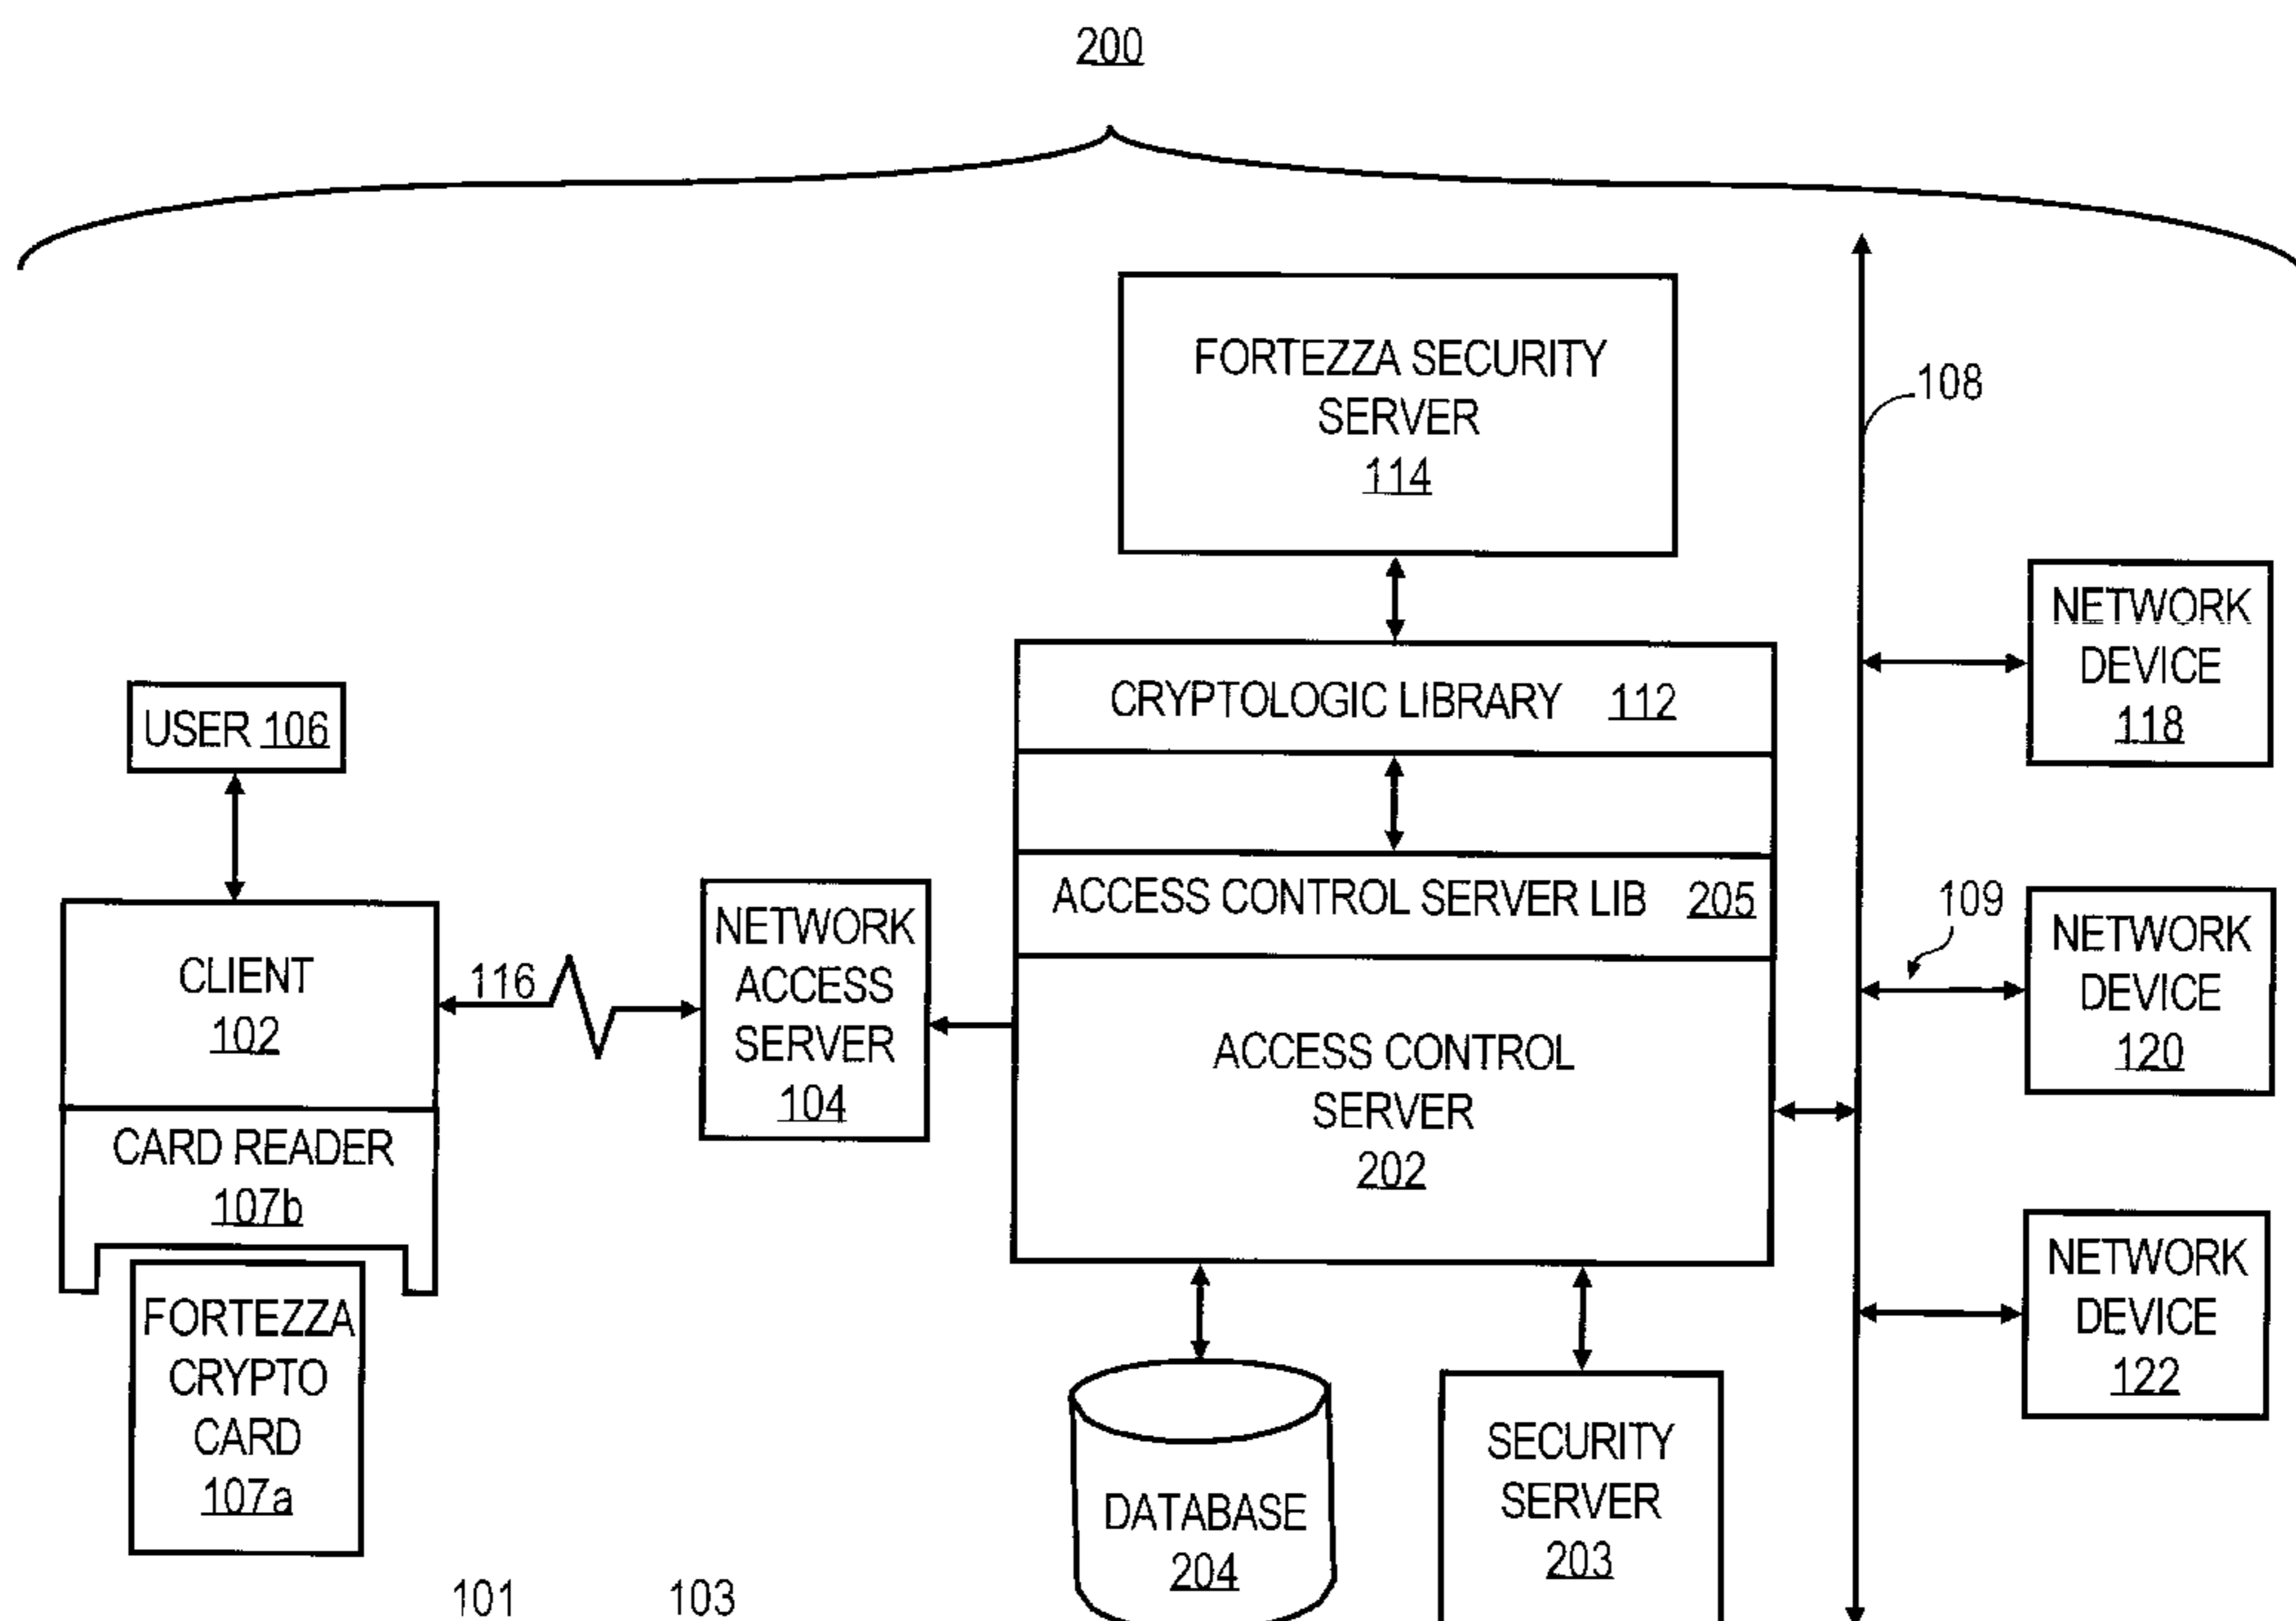 200
FORTEZZA SECURITY
SERVER
114
108
CRYPTOLOGIC LIBRARY 112
NETWORK
DEVICE
118
USER 106
ACCESS CONTROL SERVER LIB 205
109
NETWORK
DEVICE
120
CLIENT
102
116
NETWORK
ACCESS
SERVER
104
ACCESS CONTROL
SERVER
202
CARD READER
107b
NETWORK
DEVICE
122
FORTEZZA
CRYPTO
CARD
107a
DATABASE
204
SECURITY
SERVER
203
101
103